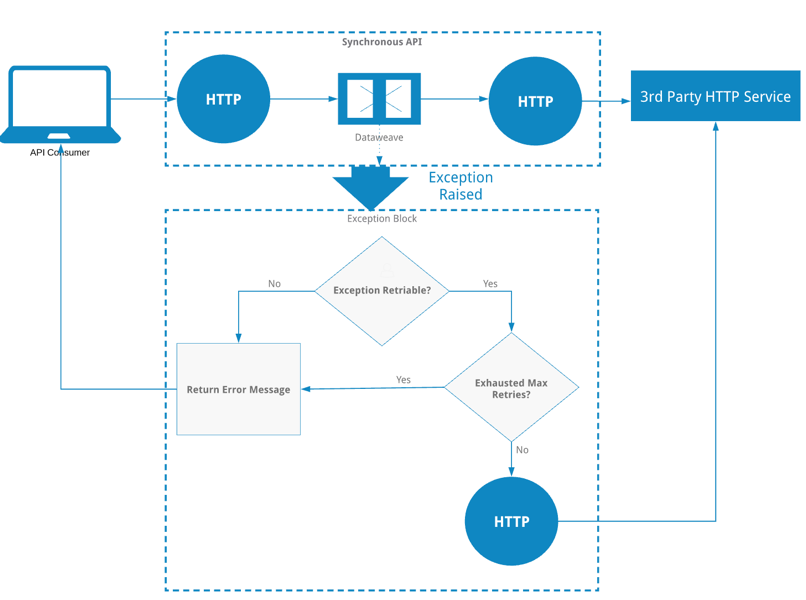 Synchronous API
HTTP
HTTP
3rd Party HTTP Service
Dataweave
API Consumer
Exception
Raised
Exception Block
No
Exception Retriable?
Yes
Return Error Message
Yes
Exhausted Max
Retries?
No
HTTP